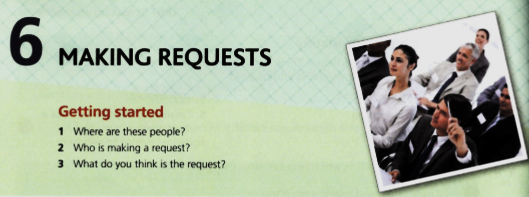 6 MAKING REQUESTS
Getting started
1 Where are these people?
2 Who is making a request?
3 What do you think is the request?